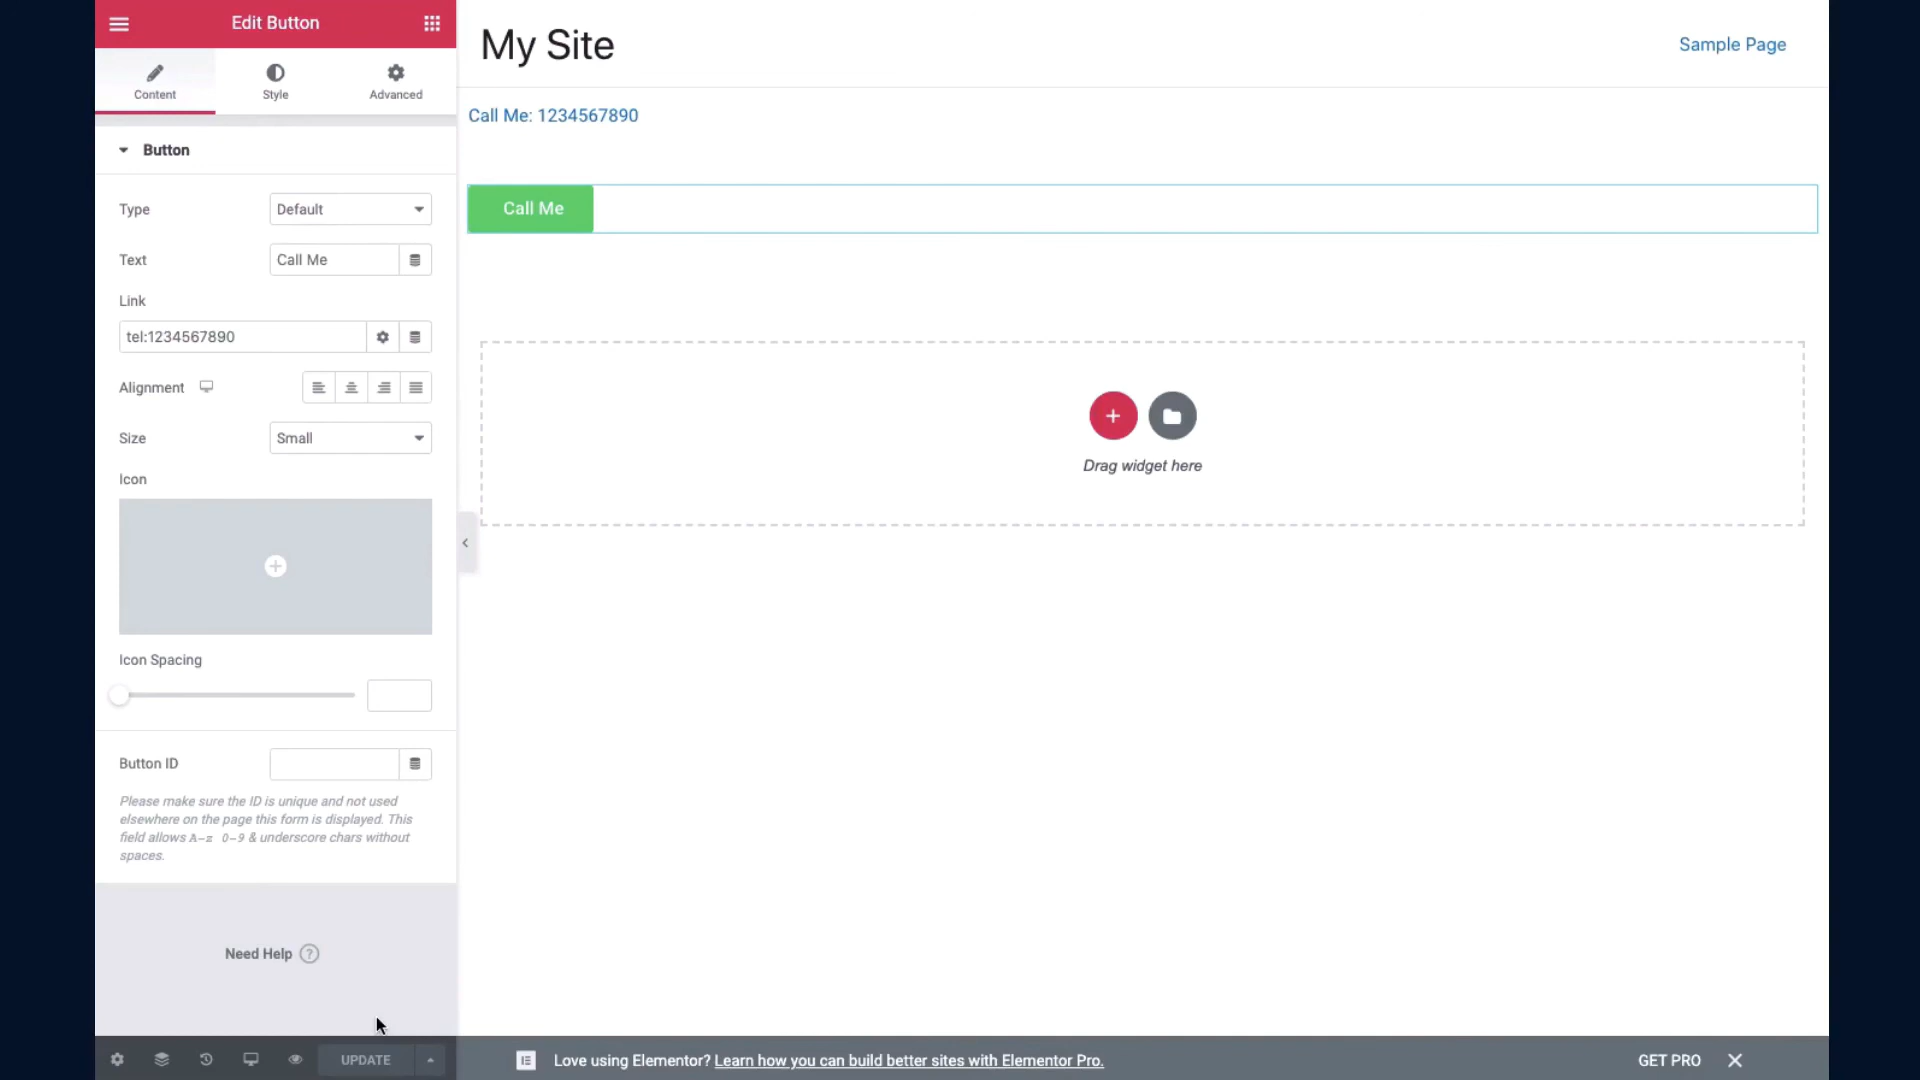 Edit Button
Content
Style
Advanced
Button
Type
Default
Text
Call Me
Link
tel:1234567890
Alignment
Size
Small
Icon
Icon Spacing
Button ID
Please make sure the ID is unique and not used
elsewhere on the page this form is displayed. This
field allows A-z 0-9 & underscore chars without
spaces.
Need Help ?
UPDATE
My Site
Sample Page
Call Me: 1234567890
Call Me
Drag widget here
Love using Elementor? Learn how you can build better sites with Elementor Pro.
GET PRO